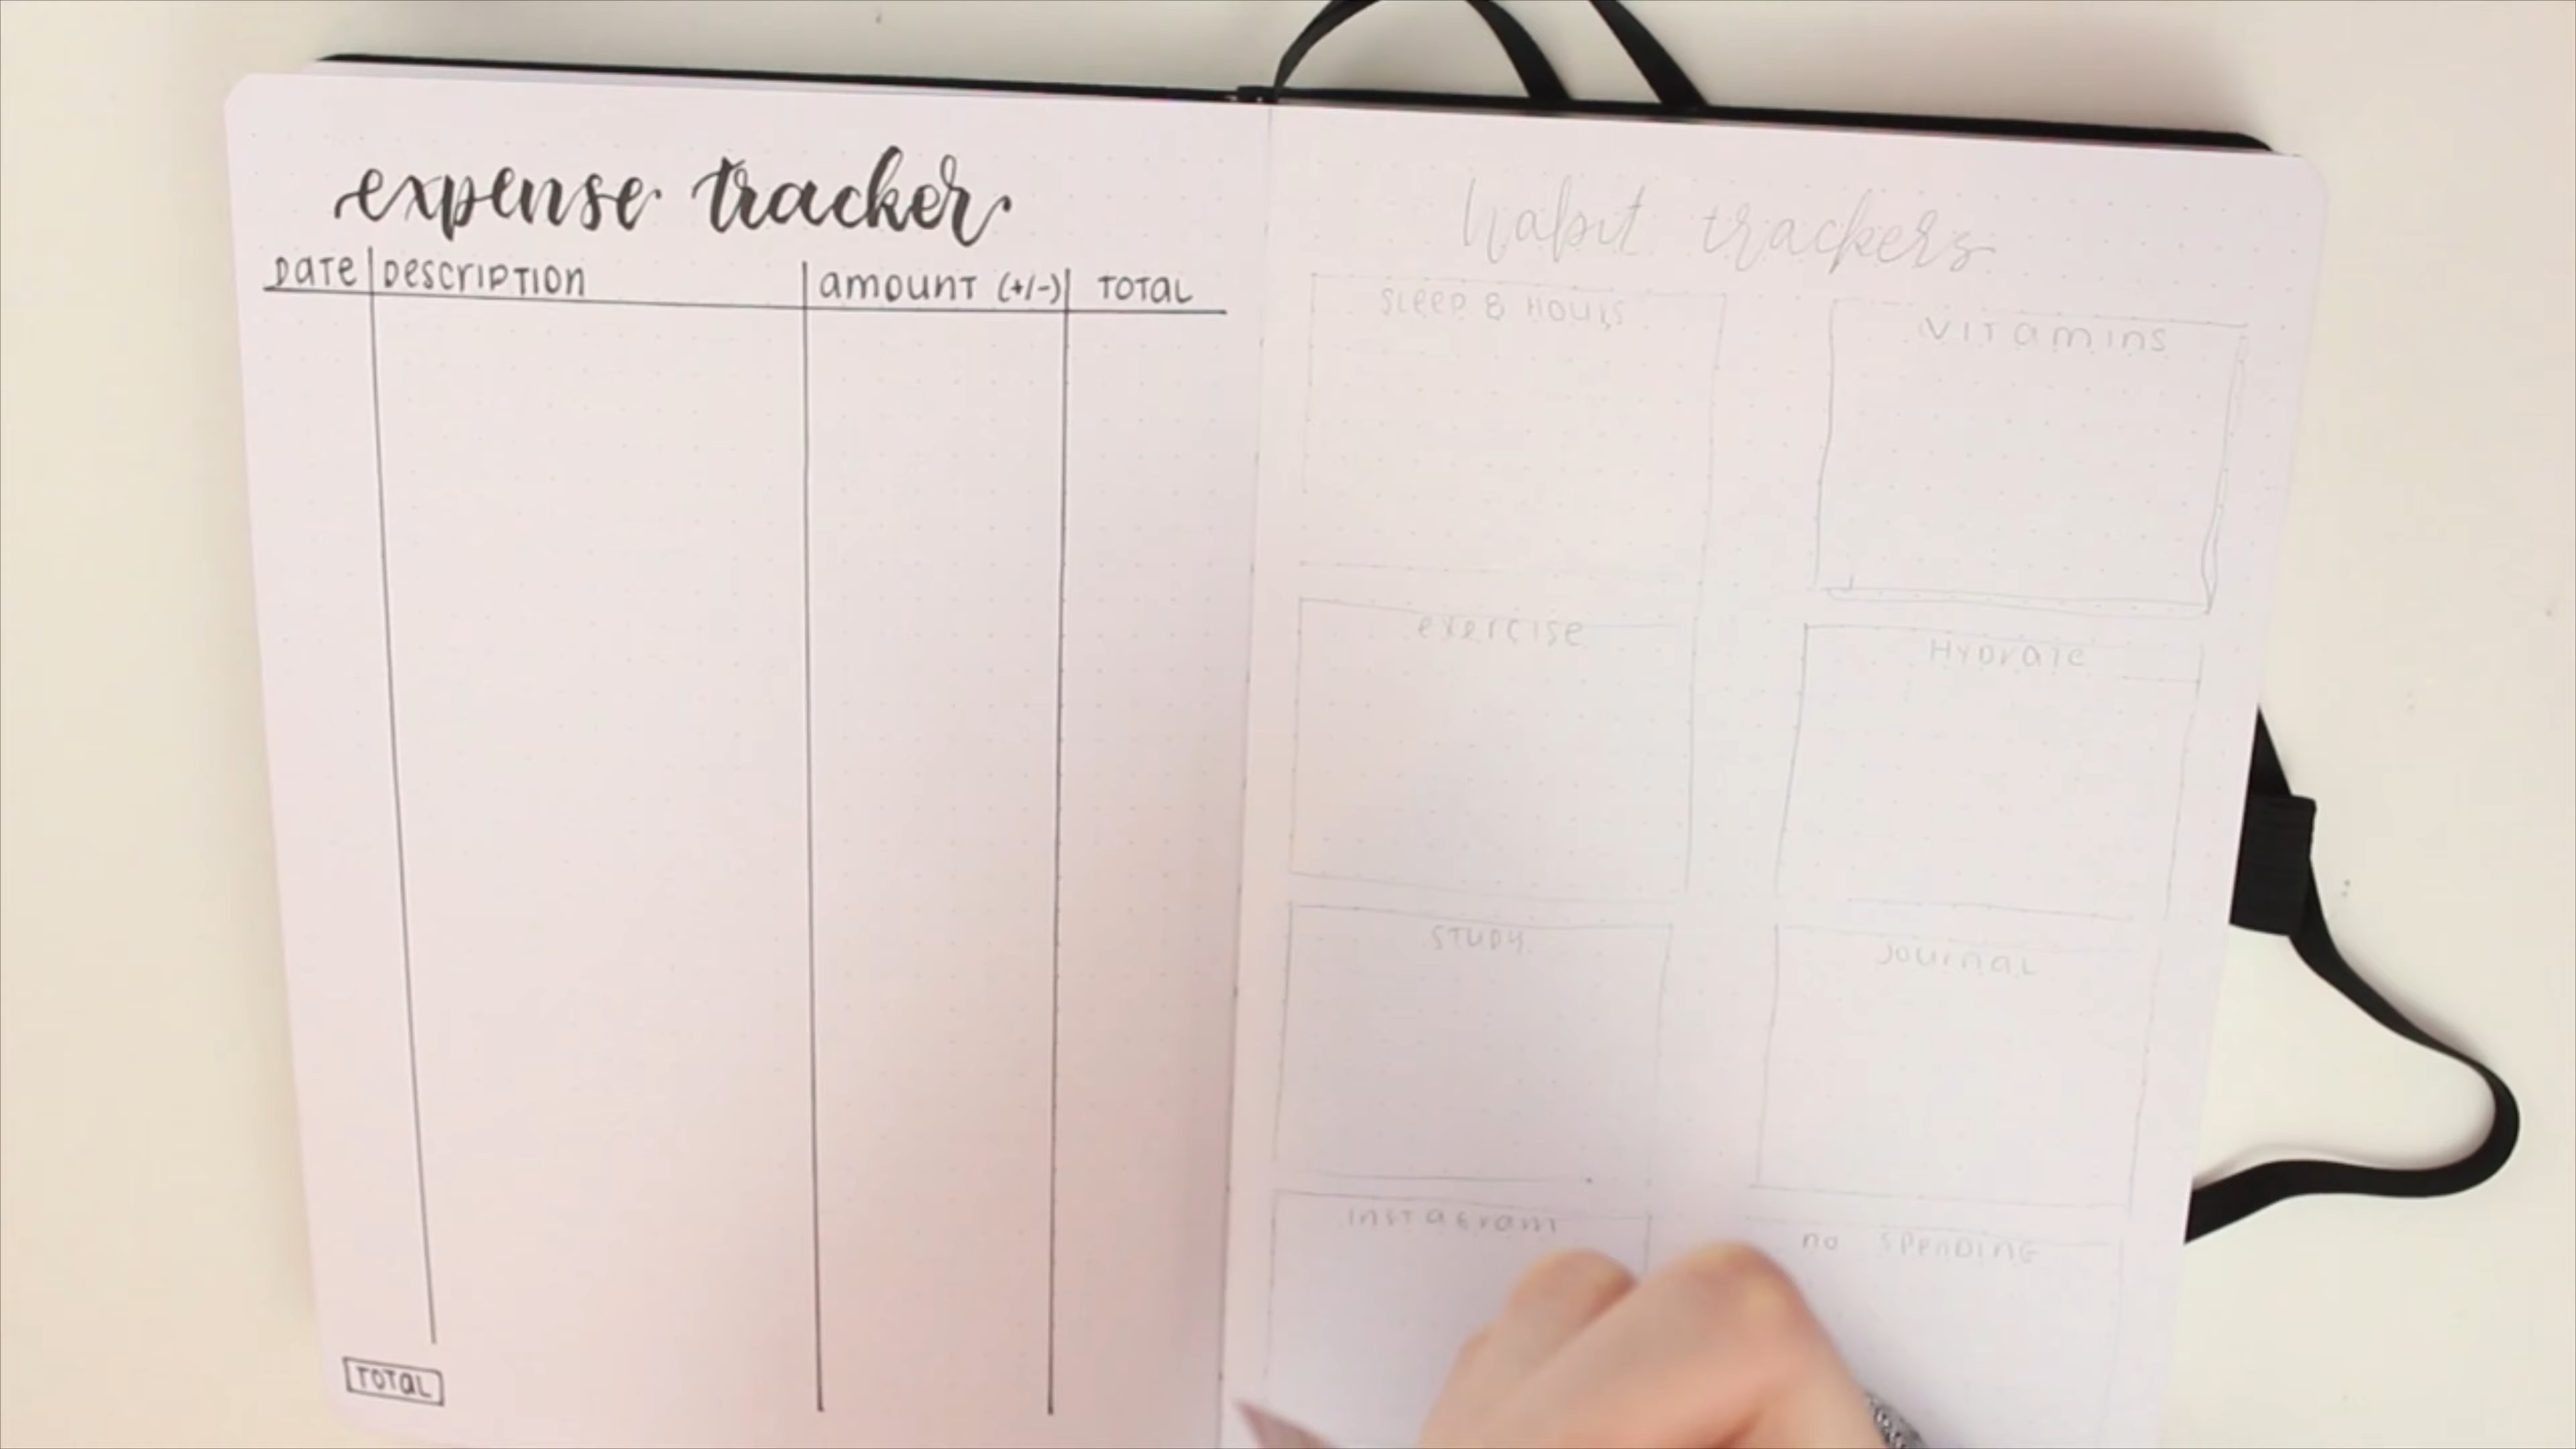 expense tracker
DATE DESCRIPTION AMOUNT (+/-) TOTAL
TOTAL
habit trackers
SLEEP & HOURS
VITAMINS
EXERCISE
HYDRATE
STUDY
JOURNAL
INSTAGRAM
NO SPENDING